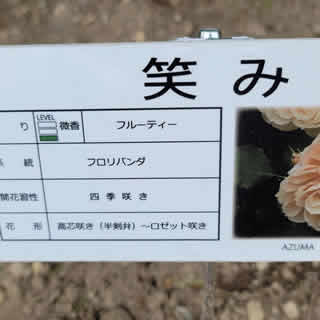 笑み
り LEVEL 微香 フルーティー
系統 フロリバンダ
開花習性 四季咲き
花形 高芯咲き（半剣弁）〜ロゼット咲き
AZUMA